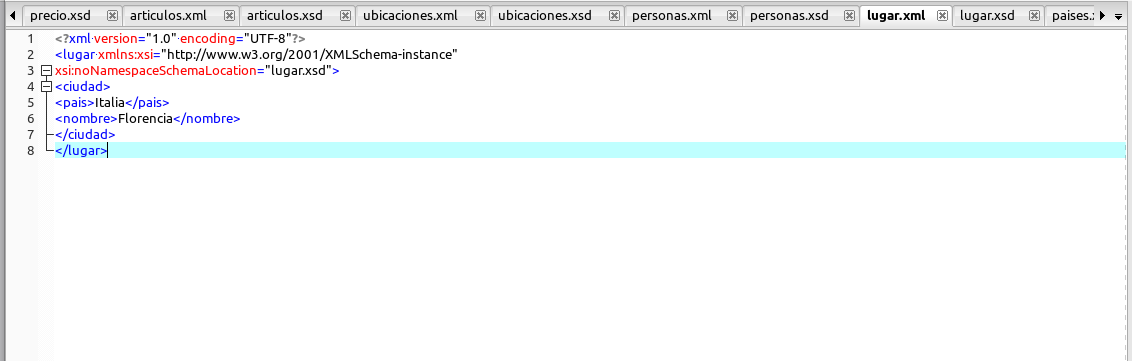 precio.xsd articulos.xml articulos.xsd ubicaciones.xml ubicaciones.xsd personas.xml personas.xsd lugar.xml lugar.xsd paises.
1 <?xml version="1.0" encoding="UTF-8"?>
2 <lugar xmlns:xsi="http://www.w3.org/2001/XMLSchema-instance"
3 xsi:noNamespaceSchemaLocation="lugar.xsd">
4 <ciudad>
5 <pais>Italia</pais>
6 <nombre>Florencia</nombre>
7 </ciudad>
8 </lugar>